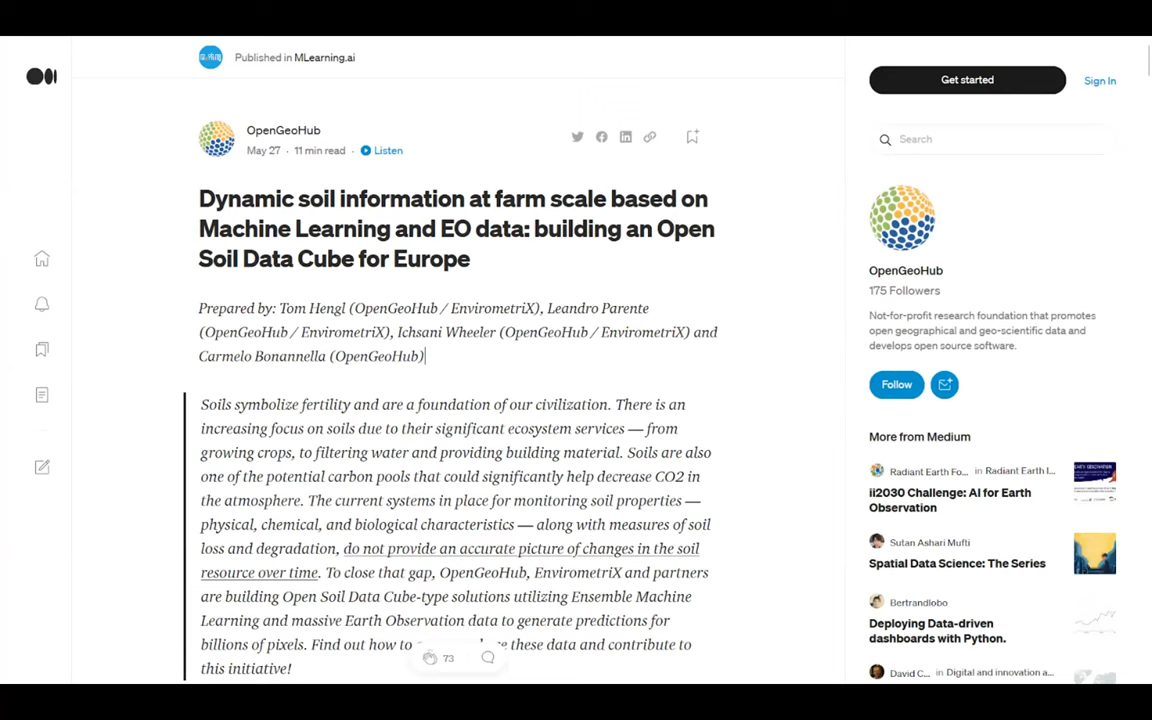 Published in MLearning.ai
Get started
Sign In
Search
OpenGeoHub
May 27 · 11 min read · Listen
Dynamic soil information at farm scale based on
Machine Learning and EO data: building an Open
Soil Data Cube for Europe
Prepared by: Tom Hengl (OpenGeoHub / EnvirometriX), Leandro Parente
(OpenGeoHub / EnvirometriX), Ichsani Wheeler (OpenGeoHub / EnvirometriX) and
Carmelo Bonannella (OpenGeoHub)
Soils symbolize fertility and are a foundation of our civilization. There is an
increasing focus on soils due to their significant ecosystem services — from
growing crops, to filtering water and providing building material. Soils are also
one of the potential carbon pools that could significantly help decrease CO2 in
the atmosphere. The current systems in place for monitoring soil properties —
physical, chemical, and biological characteristics — along with measures of soil
loss and degradation, do not provide an accurate picture of changes in the soil
resource over time. To close that gap, OpenGeoHub, EnvirometriX and partners
are building Open Soil Data Cube-type solutions utilizing Ensemble Machine
Learning and massive Earth Observation data to generate predictions for
billions of pixels. Find out how to these data and contribute to
this initiative!
73
OpenGeoHub
175 Followers
Not-for-profit research foundation that promotes
open geographical and geo-scientific data and
develops open source software.
Follow
More from Medium
Radiant Earth Fo... in Radiant Earth I...
ii2030 Challenge: AI for Earth
Observation
Sutan Ashari Mufti
Spatial Data Science: The Series
Bertrandlobo
Deploying Data-driven
dashboards with Python.
David C... in Digital and innovation a...